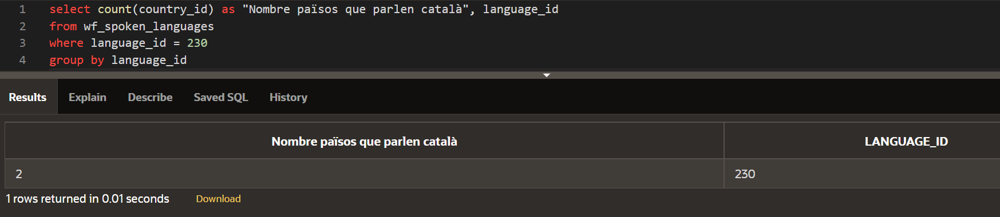 1 select count(country_id) as "Nombre països que parlen català", language_id
2 from wf_spoken_languages
3 where language_id = 230
4 group by language_id
Results Explain Describe Saved SQL History
Nombre països que parlen català LANGUAGE_ID
2 230
1 rows returned in 0.01 seconds Download